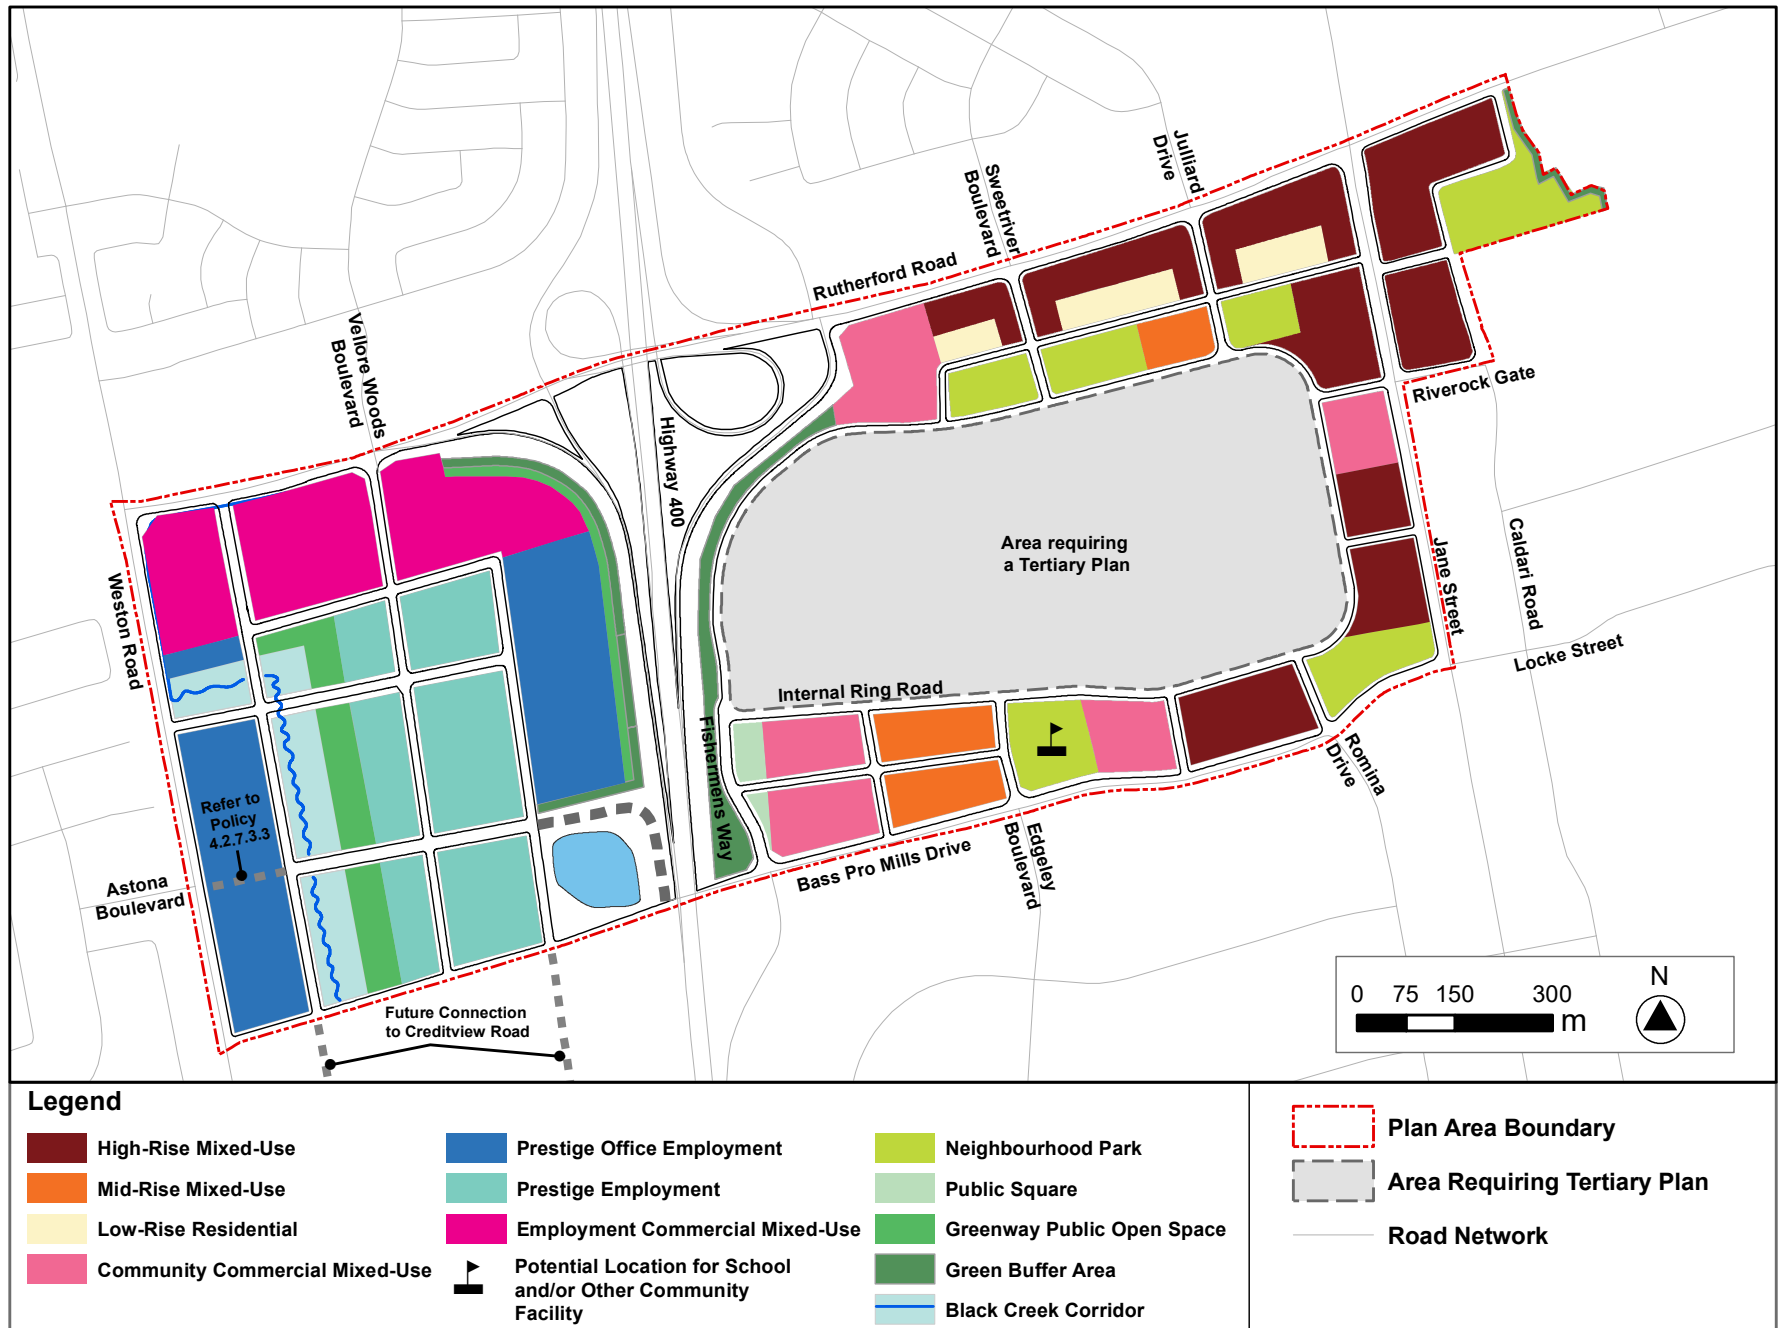 Julliard
Drive
Sweetriver
Boulevard
Rutherford Road
Vellore Woods
Boulevard
Highway 400
Riverock Gate
Area requiring
a Tertiary Plan
Jane Street
Caldari Road
Locke Street
Weston Road
Internal Ring Road
Fishermens Way
Romina
Drive
Refer to
Policy
4.2.7.3.3
Astona
Boulevard
Bass Pro Mills Drive
Edgeley
Boulevard
Future Connection
to Creditview Road
0 75 150 300
m
N
Legend
High-Rise Mixed-Use
Mid-Rise Mixed-Use
Low-Rise Residential
Community Commercial Mixed-Use
Prestige Office Employment
Prestige Employment
Employment Commercial Mixed-Use
Potential Location for School
and/or Other Community
Facility
Neighbourhood Park
Public Square
Greenway Public Open Space
Green Buffer Area
Black Creek Corridor
Plan Area Boundary
Area Requiring Tertiary Plan
Road Network